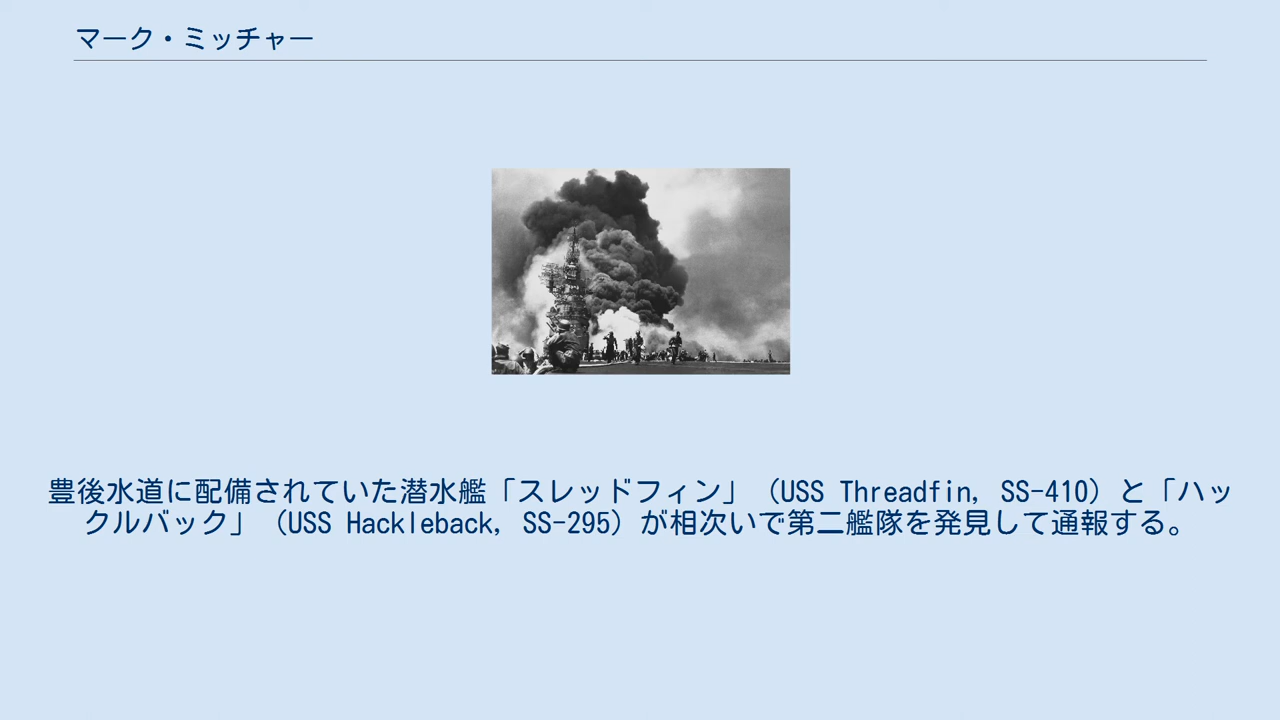 マーク・ミッチャー
豊後水道に配備されていた潜水艦「スレッドフィン」（USS Threadfin, SS-410）と「ハッ
クルバック」（USS Hackleback, SS-295）が相次いで第二艦隊を発見して通報する。